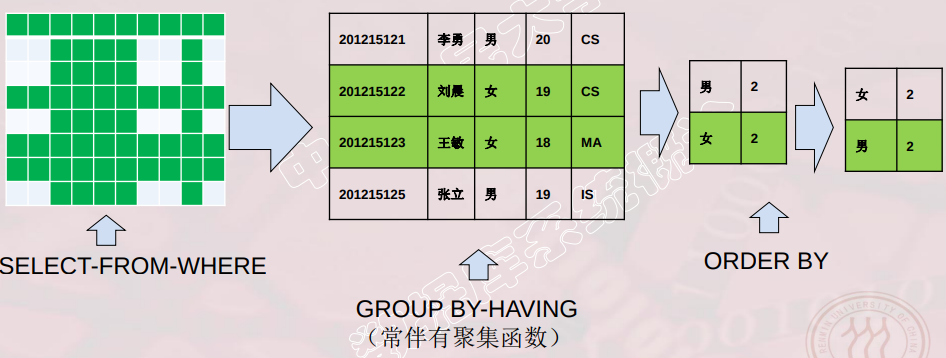 201215121 李勇 男 20 CS
201215122 刘晨 女 19 CS
201215123 王敏 女 18 MA
201215125 张立 男 19 IS
男 2
女 2
女 2
男 2
SELECT-FROM-WHERE
GROUP BY-HAVING
（常伴有聚集函数）
ORDER BY